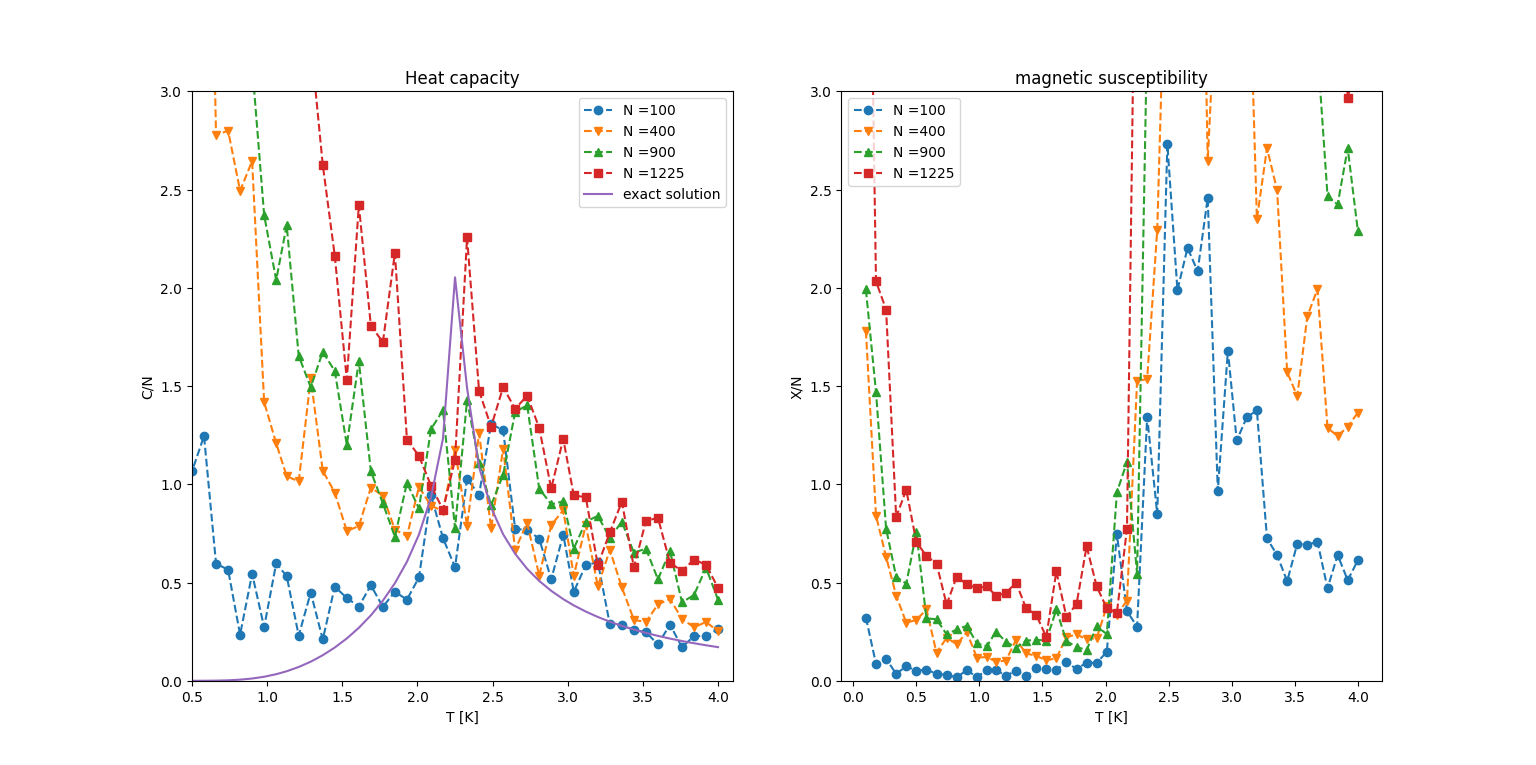 Heat capacity
C/N
3.0
2.5
2.0
1.5
1.0
0.5
0.0
N =100
N =400
N =900
N =1225
exact solution
0.5 1.0 1.5 2.0 2.5 3.0 3.5 4.0
T [K]
magnetic susceptibility
X/N
3.0
2.5
2.0
1.5
1.0
0.5
0.0
N =100
N =400
N =900
N =1225
0.0 0.5 1.0 1.5 2.0 2.5 3.0 3.5 4.0
T [K]